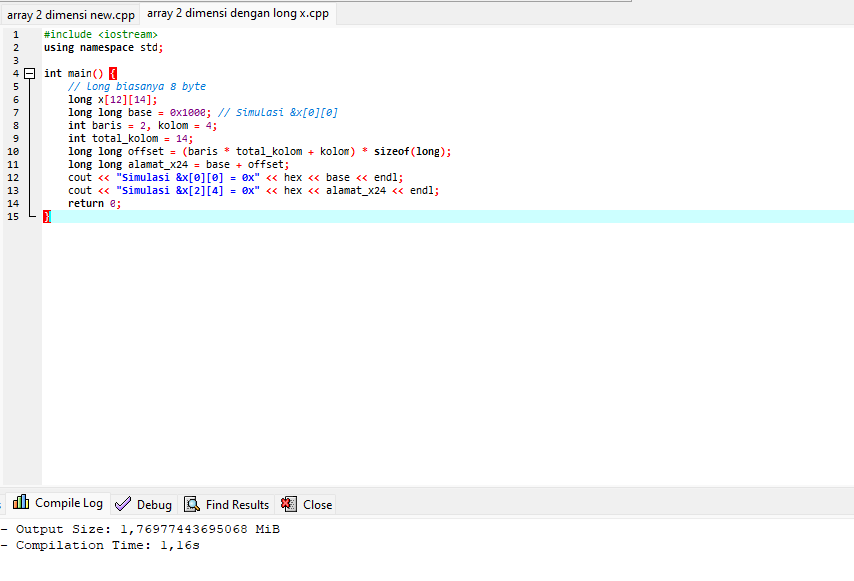 array 2 dimensi new.cpp array 2 dimensi dengan long x.cpp
1 #include <iostream>
2 using namespace std;
3
4 int main() {
5 // long biasanya 8 byte
6 long x[12][14];
7 long long base = 0x1000; // Simulasi &x[0][0]
8 int baris = 2, kolom = 4;
9 int total_kolom = 14;
10 long long offset = (baris * total_kolom + kolom) * sizeof(long);
11 long long alamat_x24 = base + offset;
12 cout << "Simulasi &x[0][0] = 0x" << hex << base << endl;
13 cout << "Simulasi &x[2][4] = 0x" << hex << alamat_x24 << endl;
14 return 0;
15 }
Compile Log Debug Find Results Close
- Output Size: 1,76977443695068 MiB
- Compilation Time: 1,16s